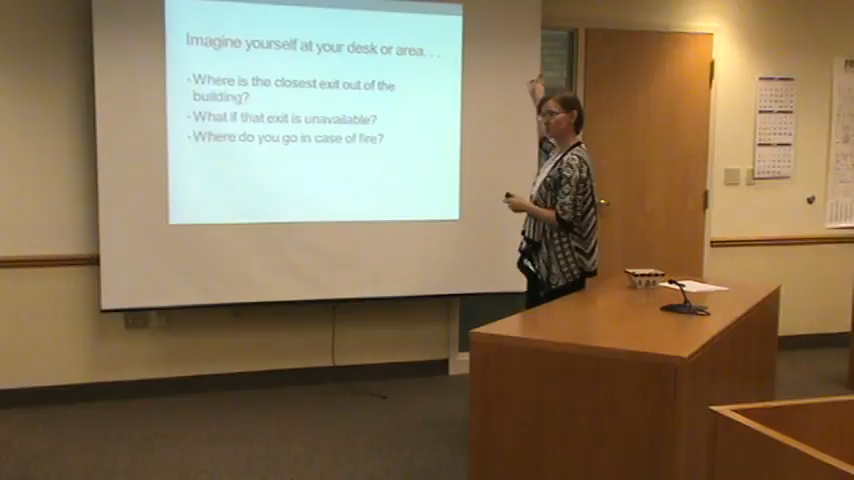 Imagine yourself at your desk or area. . .
· Where is the closest exit out of the
building?
· What if that exit is unavailable?
· Where do you go in case of fire?